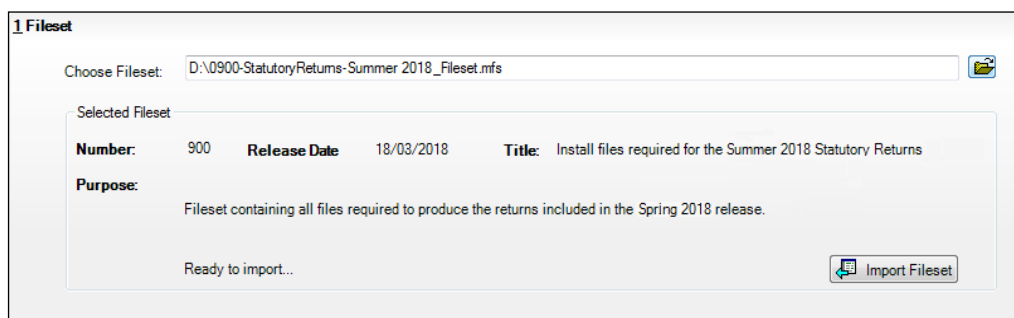 1 Fileset
Choose Fileset: D:\0900-StatutoryReturns-Summer 2018_Fileset.mfs
Selected Fileset
Number: 900 Release Date 18/03/2018 Title: Install files required for the Summer 2018 Statutory Returns
Purpose:
Fileset containing all files required to produce the returns included in the Spring 2018 release.
Ready to import... Import Fileset